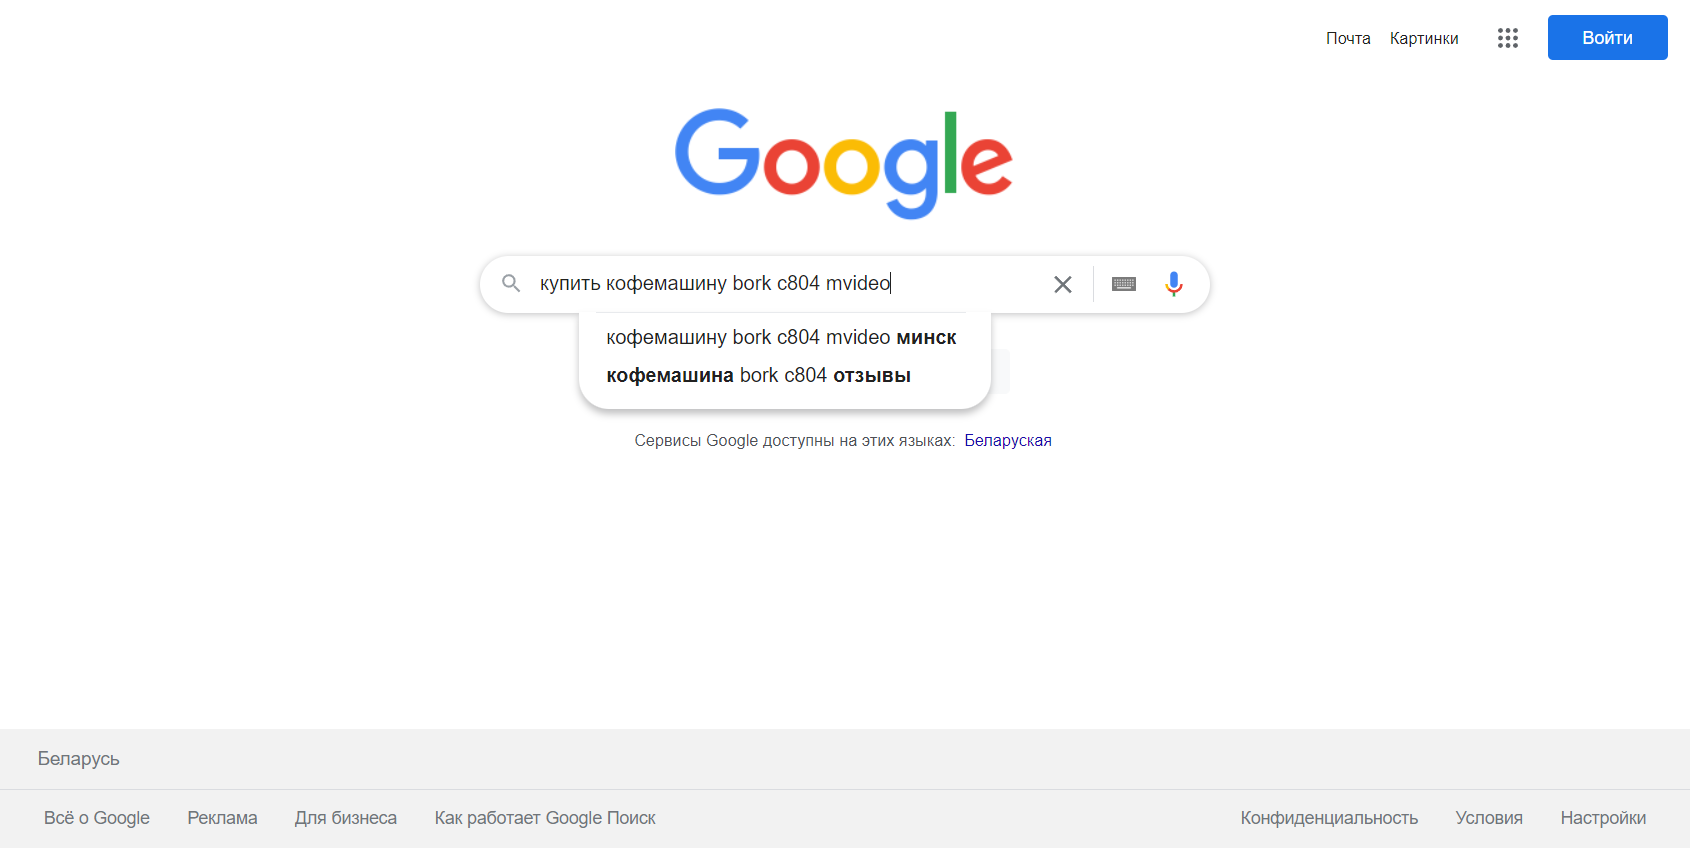 Почта Картинки Войти
Google
купить кофемашину bork c804 mvideo
кофемашину bork c804 mvideo минск
кофемашина bork c804 отзывы
Сервисы Google доступны на этих языках: Беларуская
Беларусь
Всё о Google Реклама Для бизнеса Как работает Google Поиск Конфиденциальность Условия Настройки